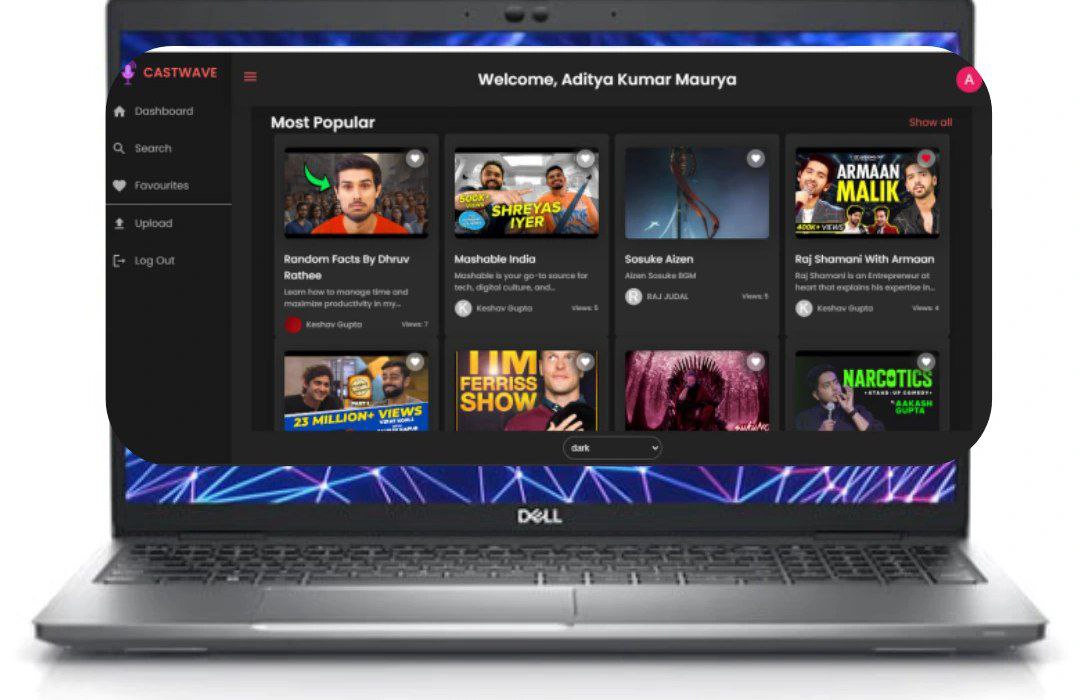 CASTWAVE
Welcome, Aditya Kumar Maurya
A
Dashboard
Search
Favourites
Upload
Log Out
Most Popular
Show all
500K+
VIEWS
SHREYAS
IYER
ARMAAN
MALIK
400K+ VIEWS
Random Facts By Dhruv
Rathee
Learn how to manage time and
maximize productivity in my...
Keshav Gupta
Views: 7
Mashable India
Mashable is your go-to source for
tech, digital culture, and...
K
Keshav Gupta
Views: 5
Sosuke Aizen
Aizen Sosuke BGM
R
RAJ JUDAL
Views: 5
Raj Shamani With Armaan
Raj Shamani is an Entrepreneur at
heart that explains his expertise in...
K
Keshav Gupta
Views: 4
PART 1
23 MILLION+ VIEWS
VIRAT KOHLI
TIM
FERRISS
SHOW
NARCOTICS
STAND-UP COMEDY
BY AAKASH
GUPTA
dark
DELL